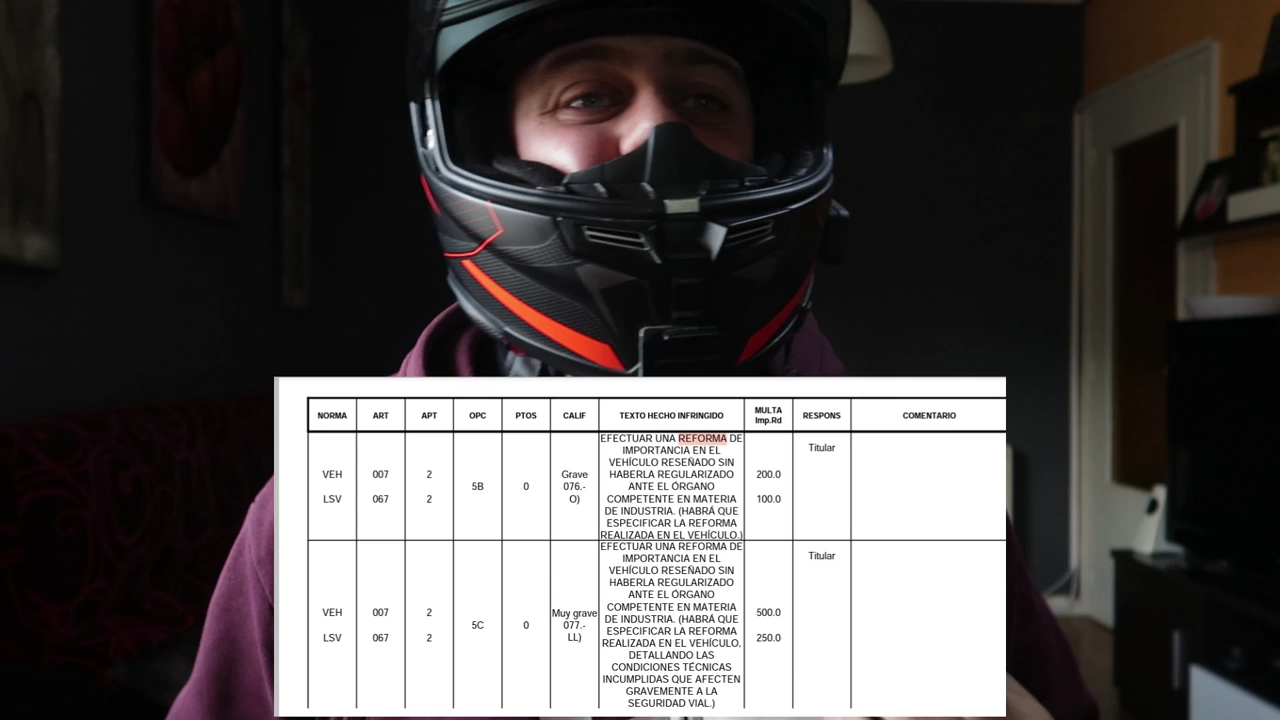 NORMA ART APT OPC PTOS CALIF TEXTO HECHO INFRINGIDO MULTA Imp.Rd RESPONS COMENTARIO
VEH 007 2
LSV 067 2
5B
0
Grave
076.-
O)
EFECTUAR UNA REFORMA DE
IMPORTANCIA EN EL
VEHÍCULO RESEÑADO SIN
HABERLA REGULARIZADO
ANTE EL ÓRGANO
COMPETENTE EN MATERIA
DE INDUSTRIA. (HABRÁ QUE
ESPECIFICAR LA REFORMA
REALIZADA EN EL VEHÍCULO.)
200.0
100.0
Titular
VEH 007 2
LSV 067 2
5C
0
Muy grave
077.-
LL)
EFECTUAR UNA REFORMA DE
IMPORTANCIA EN EL
VEHÍCULO RESEÑADO SIN
HABERLA REGULARIZADO
ANTE EL ÓRGANO
COMPETENTE EN MATERIA
DE INDUSTRIA. (HABRÁ QUE
ESPECIFICAR LA REFORMA
REALIZADA EN EL VEHÍCULO,
DETALLANDO LAS
CONDICIONES TÉCNICAS
INCUMPLIDAS QUE AFECTEN
GRAVEMENTE A LA
SEGURIDAD VIAL.)
500.0
250.0
Titular